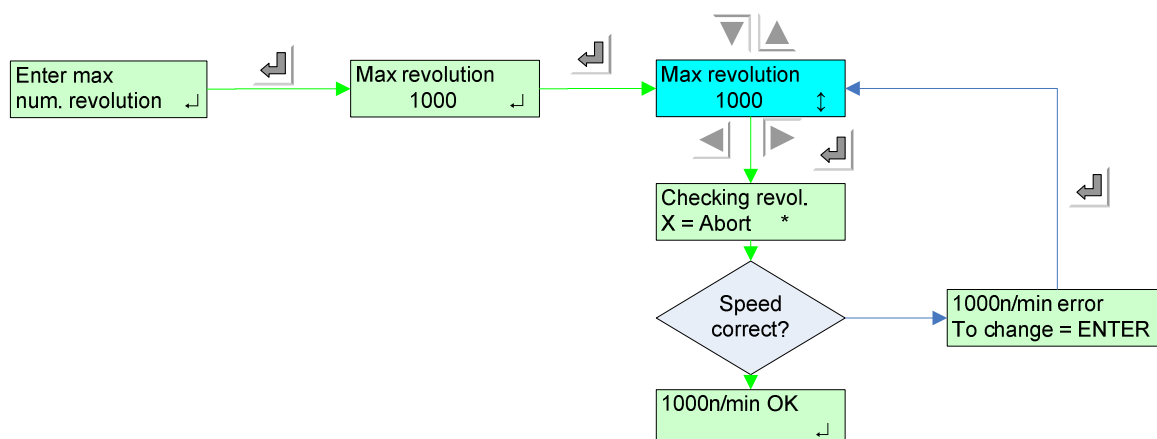 Enter max
num. revolution ↵
Max revolution
1000 ↵
Max revolution
1000 ↕
Checking revol.
X = Abort *
Speed
correct?
1000n/min error
To change = ENTER
1000n/min OK
↵